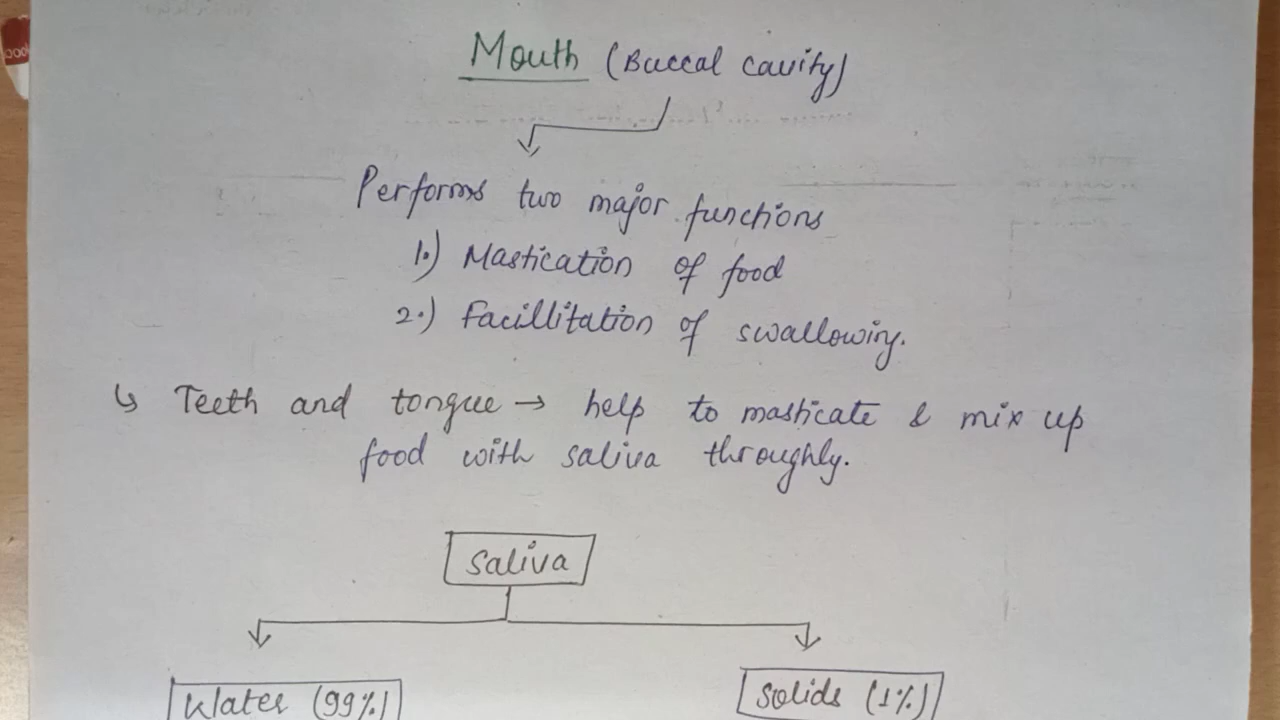 Mouth (Buccal cavity)
Performs two major functions
1.) Mastication of food
2.) Facillitation of swallowing.
↳ Teeth and tongue → help to masticate & mix up
food with saliva throughly.
Saliva
Water (99%)
Solids (1%)